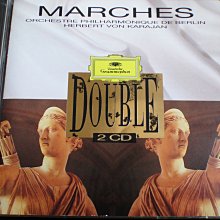 MARCHES
ORCHESTRE PHILHARMONIQUE DE BERLIN
HERBERT VON KARAJAN
Deutsche
Grammophon
DOUBLE
2 CD